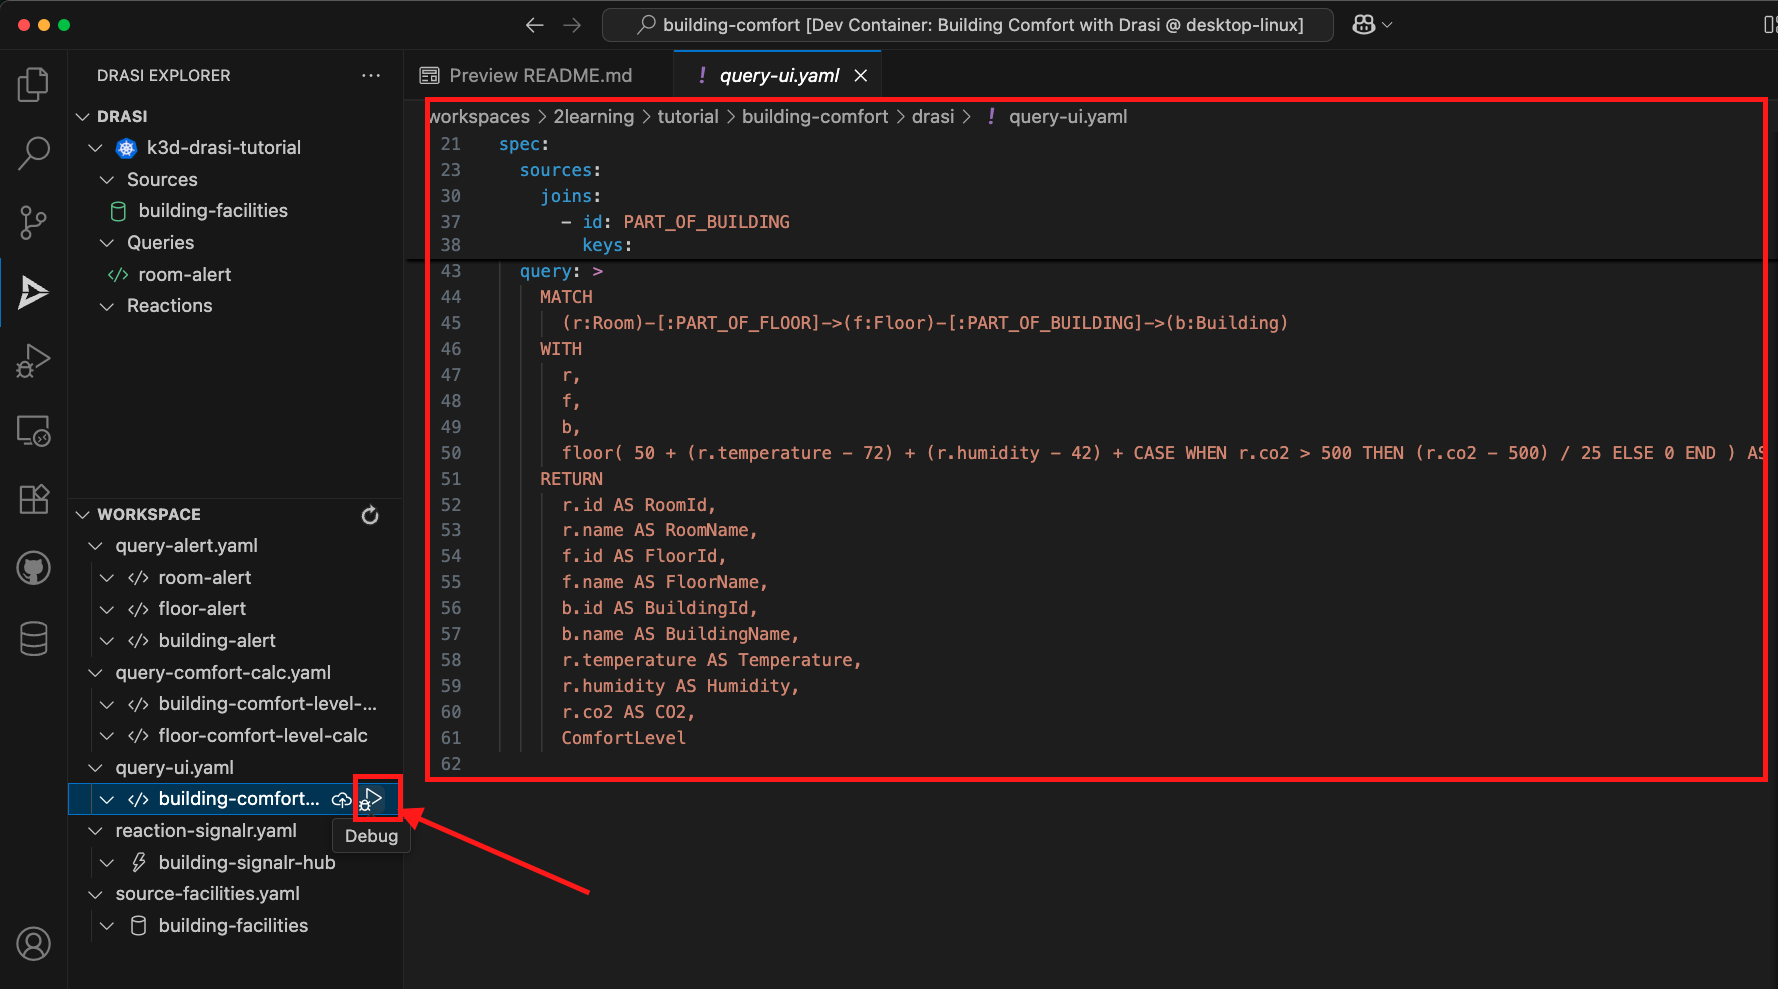 building-comfort [Dev Container: Building Comfort with Drasi @ desktop-linux]
DRASI EXPLORER
DRASI
k3d-drasi-tutorial
Sources
building-facilities
Queries
room-alert
Reactions
WORKSPACE
query-alert.yaml
room-alert
floor-alert
building-alert
query-comfort-calc.yaml
building-comfort-level-...
floor-comfort-level-calc
query-ui.yaml
building-comfort...
Debug
reaction-signalr.yaml
building-signalr-hub
source-facilities.yaml
building-facilities
Preview README.md
! query-ui.yaml
workspaces > 2learning > tutorial > building-comfort > drasi > ! query-ui.yaml
21 spec:
23 sources:
30 joins:
37 - id: PART_OF_BUILDING
38 keys:
43 query: >
44 MATCH
45 (r:Room)-[:PART_OF_FLOOR]->(f:Floor)-[:PART_OF_BUILDING]->(b:Building)
46 WITH
47 r,
48 f,
49 b,
50 floor( 50 + (r.temperature - 72) + (r.humidity - 42) + CASE WHEN r.co2 > 500 THEN (r.co2 - 500) / 25 ELSE 0 END ) AS
51 RETURN
52 r.id AS RoomId,
53 r.name AS RoomName,
54 f.id AS FloorId,
55 f.name AS FloorName,
56 b.id AS BuildingId,
57 b.name AS BuildingName,
58 r.temperature AS Temperature,
59 r.humidity AS Humidity,
60 r.co2 AS CO2,
61 ComfortLevel
62